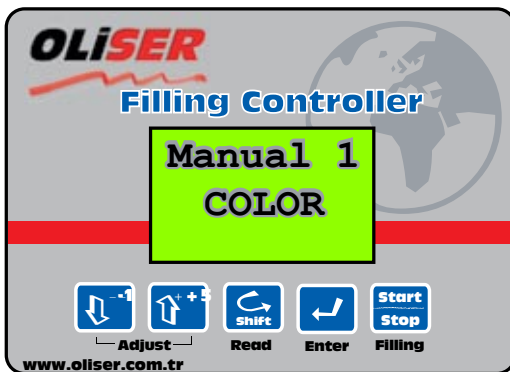 OLiSER
Filling Controller
Manual 1
COLOR
-1 +5 Shift Start
Stop
Adjust Read Enter Filling
www.oliser.com.tr